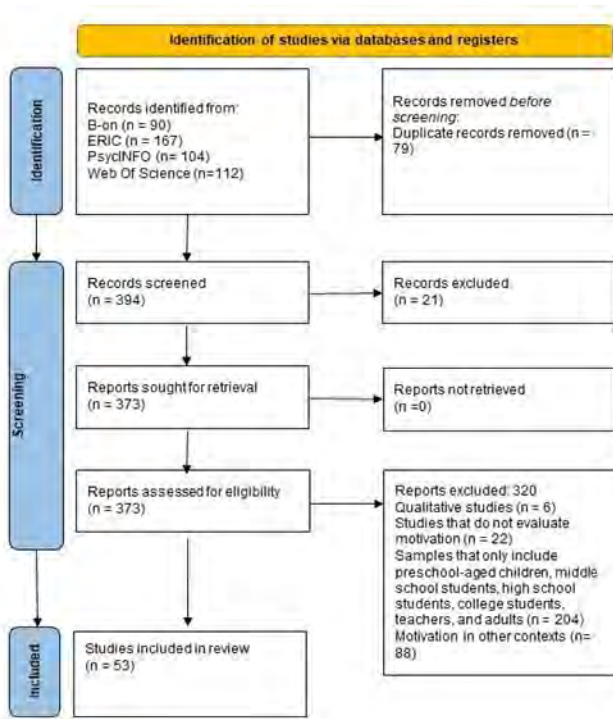 Identification of studies via databases and registers
Identification
Records identified from:
B-on (n = 90)
ERIC (n = 167)
PsycINFO (n= 104)
Web Of Science (n=112)
Records removed before
screening:
Duplicate records removed (n =
79)
Screening
Records screened
(n = 394)
Records excluded
(n = 21)
Reports sought for retrieval
(n = 373)
Reports not retrieved
(n =0)
Reports assessed for eligibility
(n = 373)
Reports excluded: 320
Qualitative studies (n = 6)
Studies that do not evaluate
motivation (n = 22)
Samples that only include
preschool-aged children, middle
school students, high school
students, college students,
teachers, and adults (n = 204)
Motivation in other contexts (n=
88)
Included
Studies included in review
(n = 53)